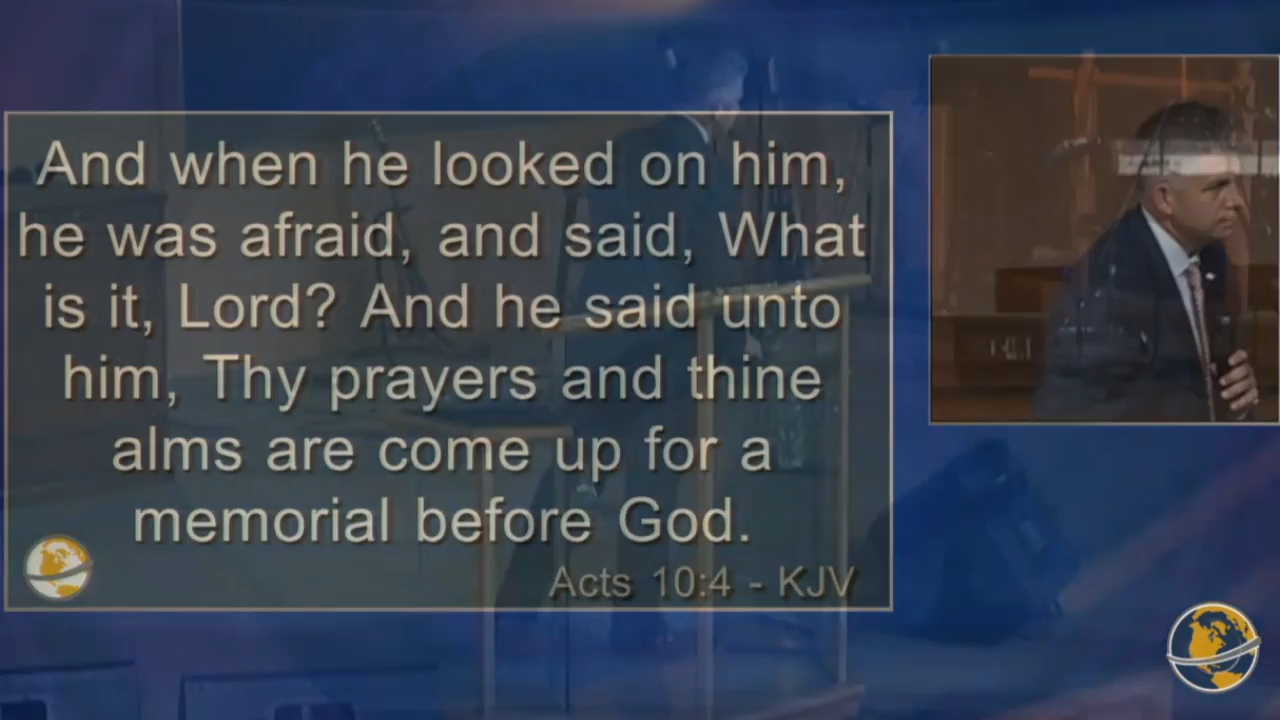 And when he looked on him,
he was afraid, and said, What
is it, Lord? And he said unto
him, Thy prayers and thine
alms are come up for a
memorial before God.
Acts 10:4 - KJV